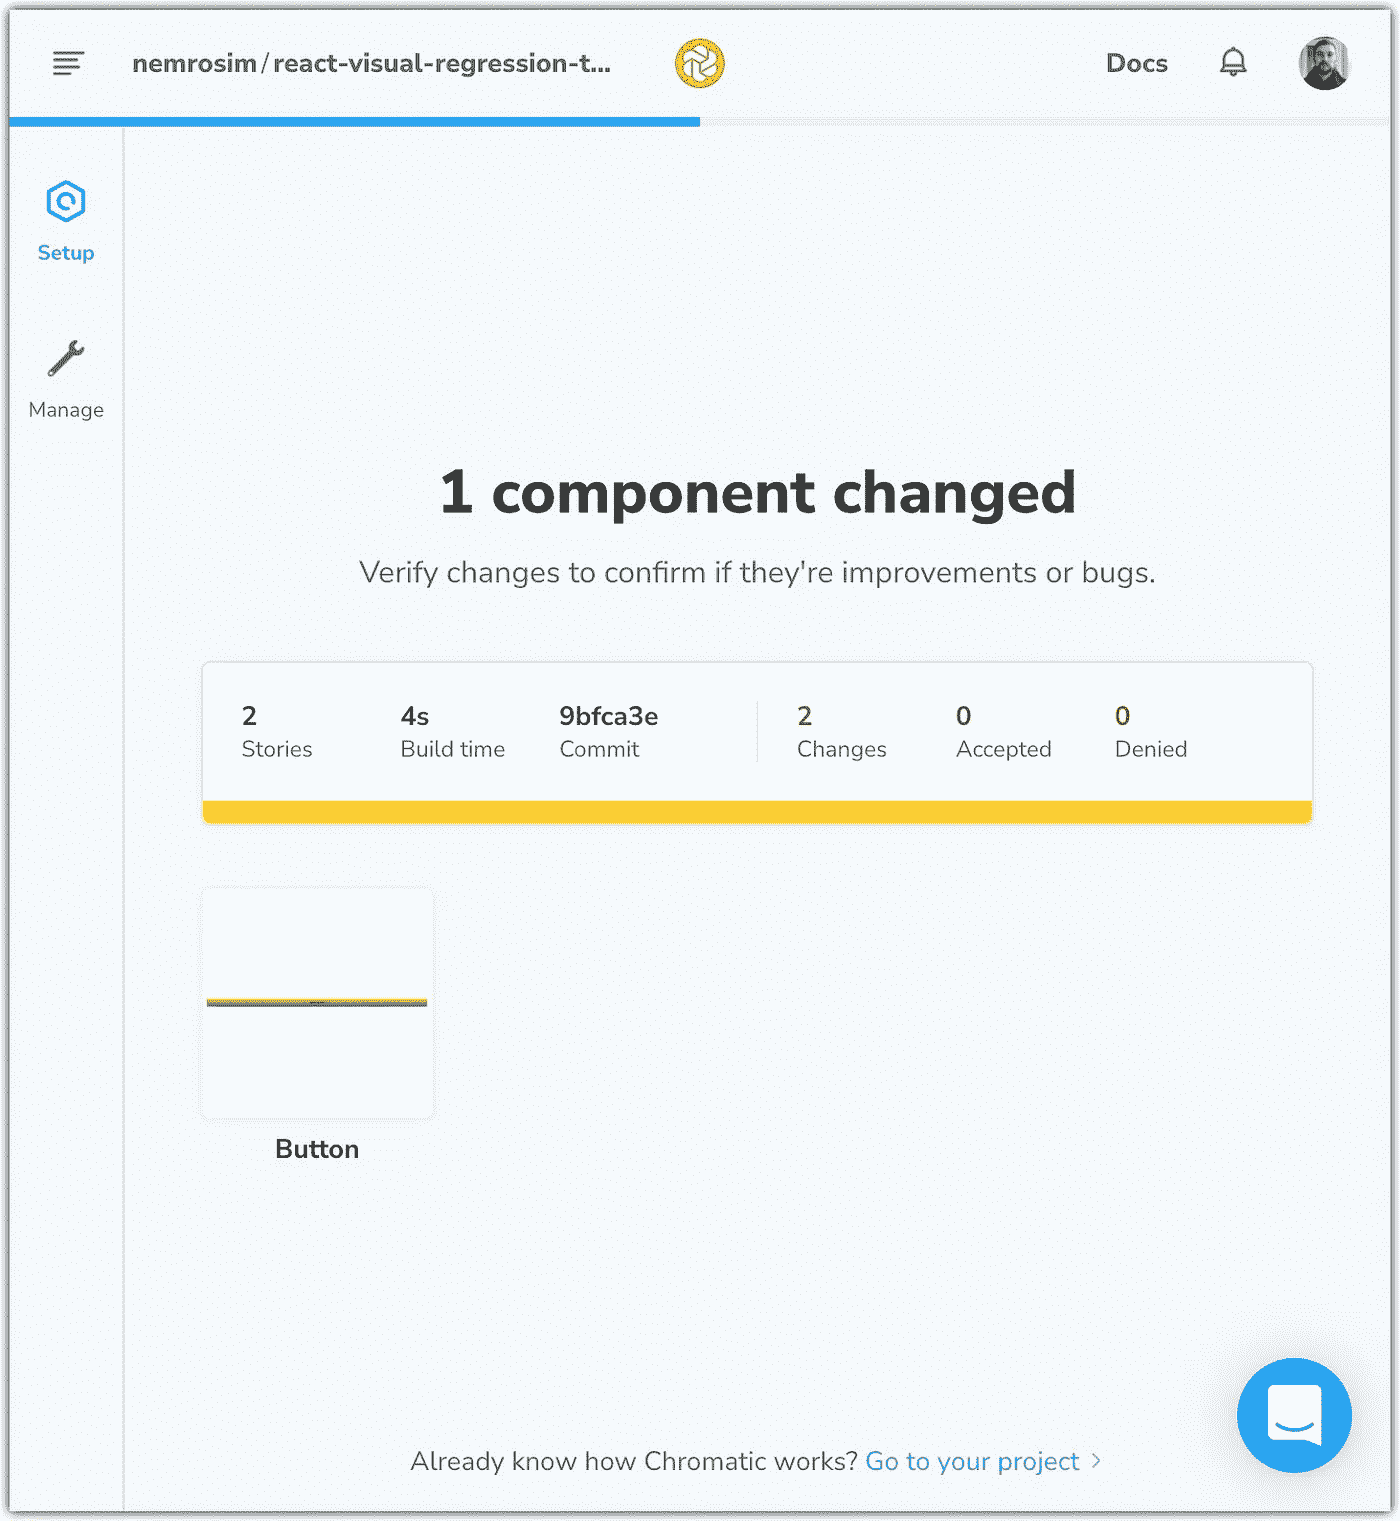 nemrosim/react-visual-regression-t...
Docs
Setup
Manage
1 component changed
Verify changes to confirm if they're improvements or bugs.
2 4s 9bfca3e 2 0 0
Stories Build time Commit Changes Accepted Denied
Button
Already know how Chromatic works? Go to your project